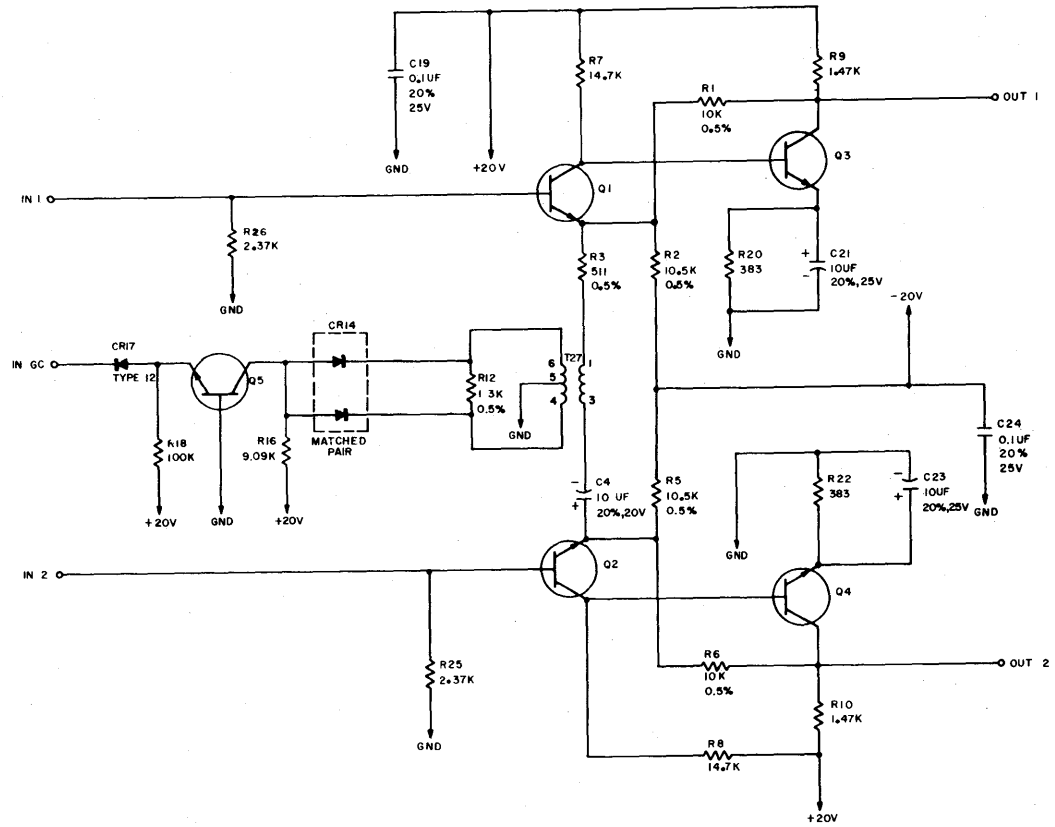 C19
0.1UF
20%
25V
GND
+20V
R7
14.7K
R9
1.47K
R1
10K
0.5%
OUT 1
Q3
Q1
IN 1
R26
2.37K
GND
R3
511
0.5%
R2
10.5K
0.5%
R20
383
+
-
C21
10UF
20%,25V
GND
-20V
IN GC
CR17
TYPE 12
Q5
CR14
MATCHED
PAIR
R18
100K
+20V
GND
R16
9.09K
+20V
R12
1 3K
0.5%
T27
6
5
4
1
3
GND
C24
0.1UF
20%
25V
GND
-
+
C4
10 UF
20%,20V
R5
10.5K
0.5%
R22
383
-
+
C23
10UF
20%,25V
GND
IN 2
Q2
Q4
R25
2.37K
GND
R6
10K
0.5%
OUT 2
R10
1.47K
R8
14.7K
+20V